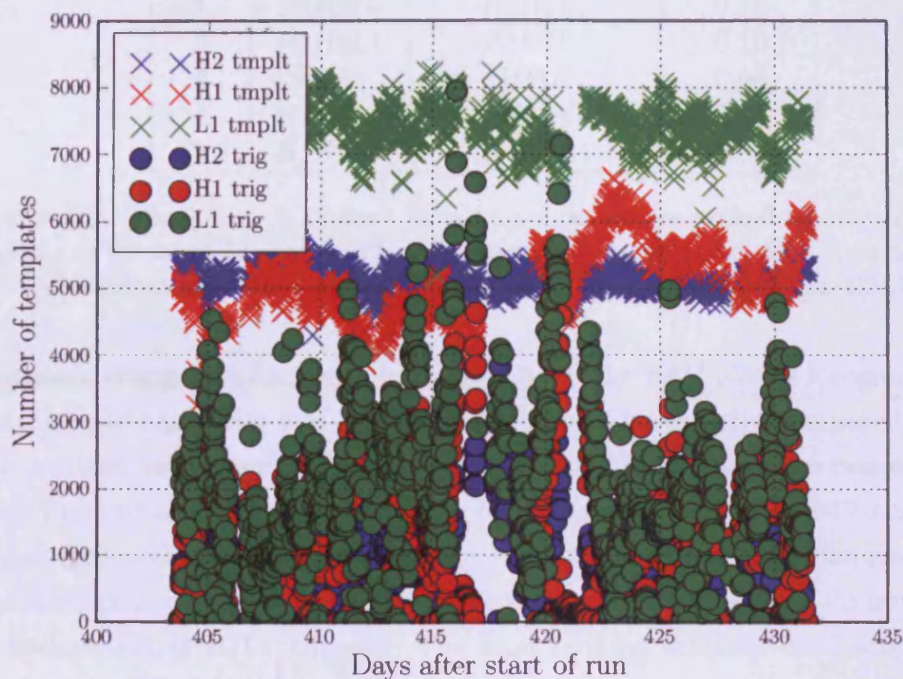 9000
8000
7000
6000
5000
4000
3000
2000
1000
0
Number of templates
H2 tmplt
H1 tmplt
L1 tmplt
H2 trig
H1 trig
L1 trig
400 405 410 415 420 425 430 435
Days after start of run